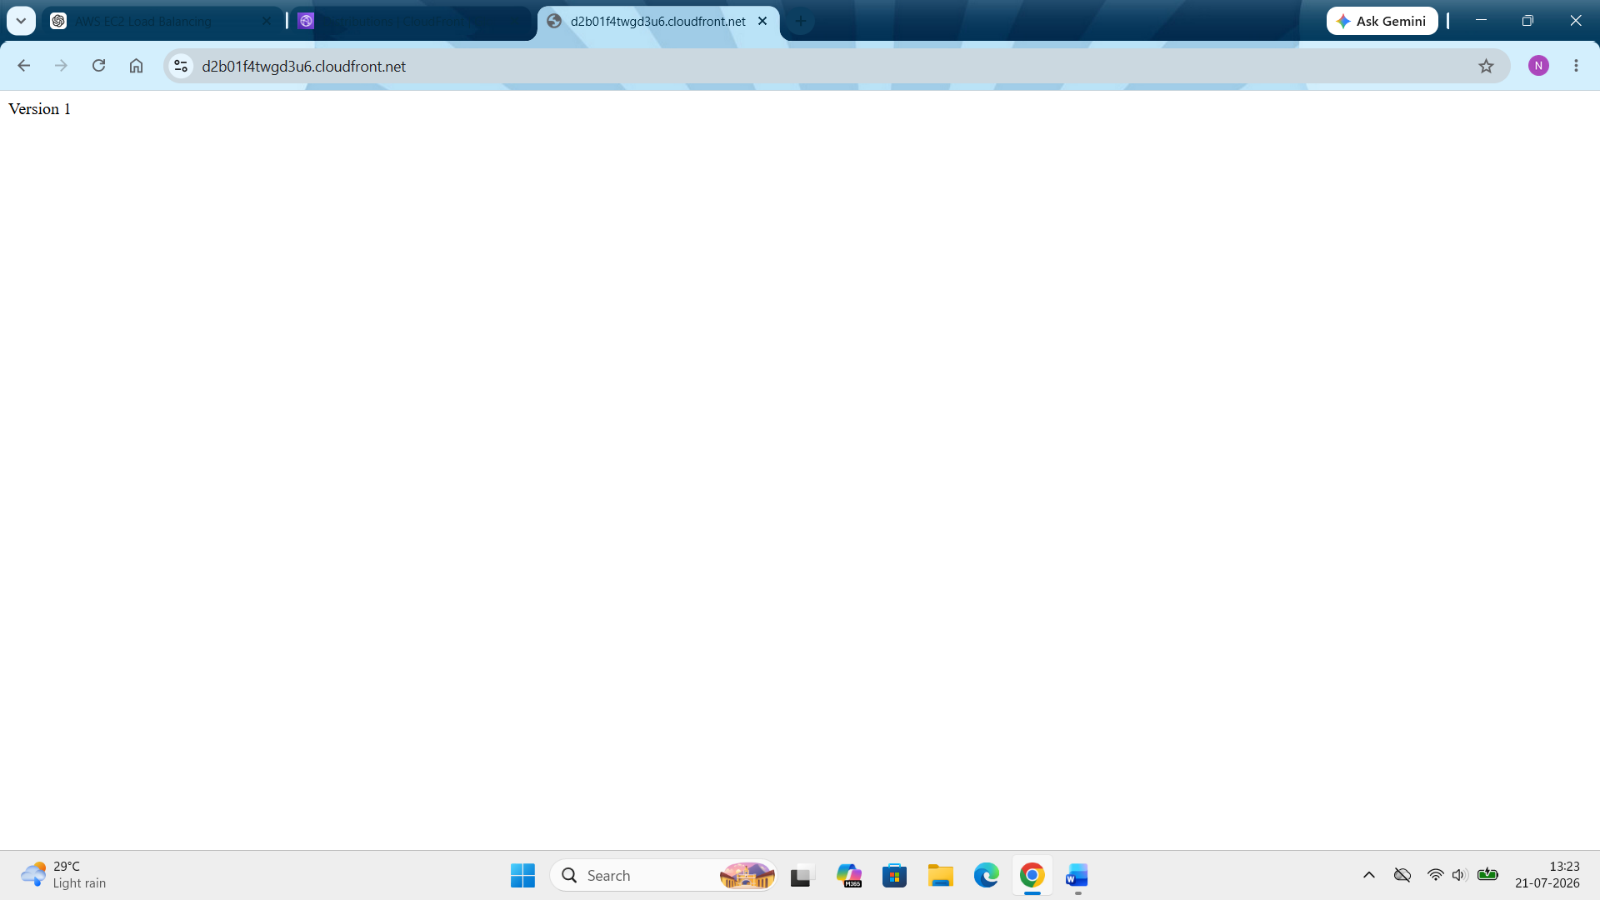 AWS EC2 Load Balancing
d2b01f4twgd3u6.cloudfront.net
Ask Gemini
d2b01f4twgd3u6.cloudfront.net
N
Version 1
29°C
Light rain
Search
M365
W
13:23
21-07-2026